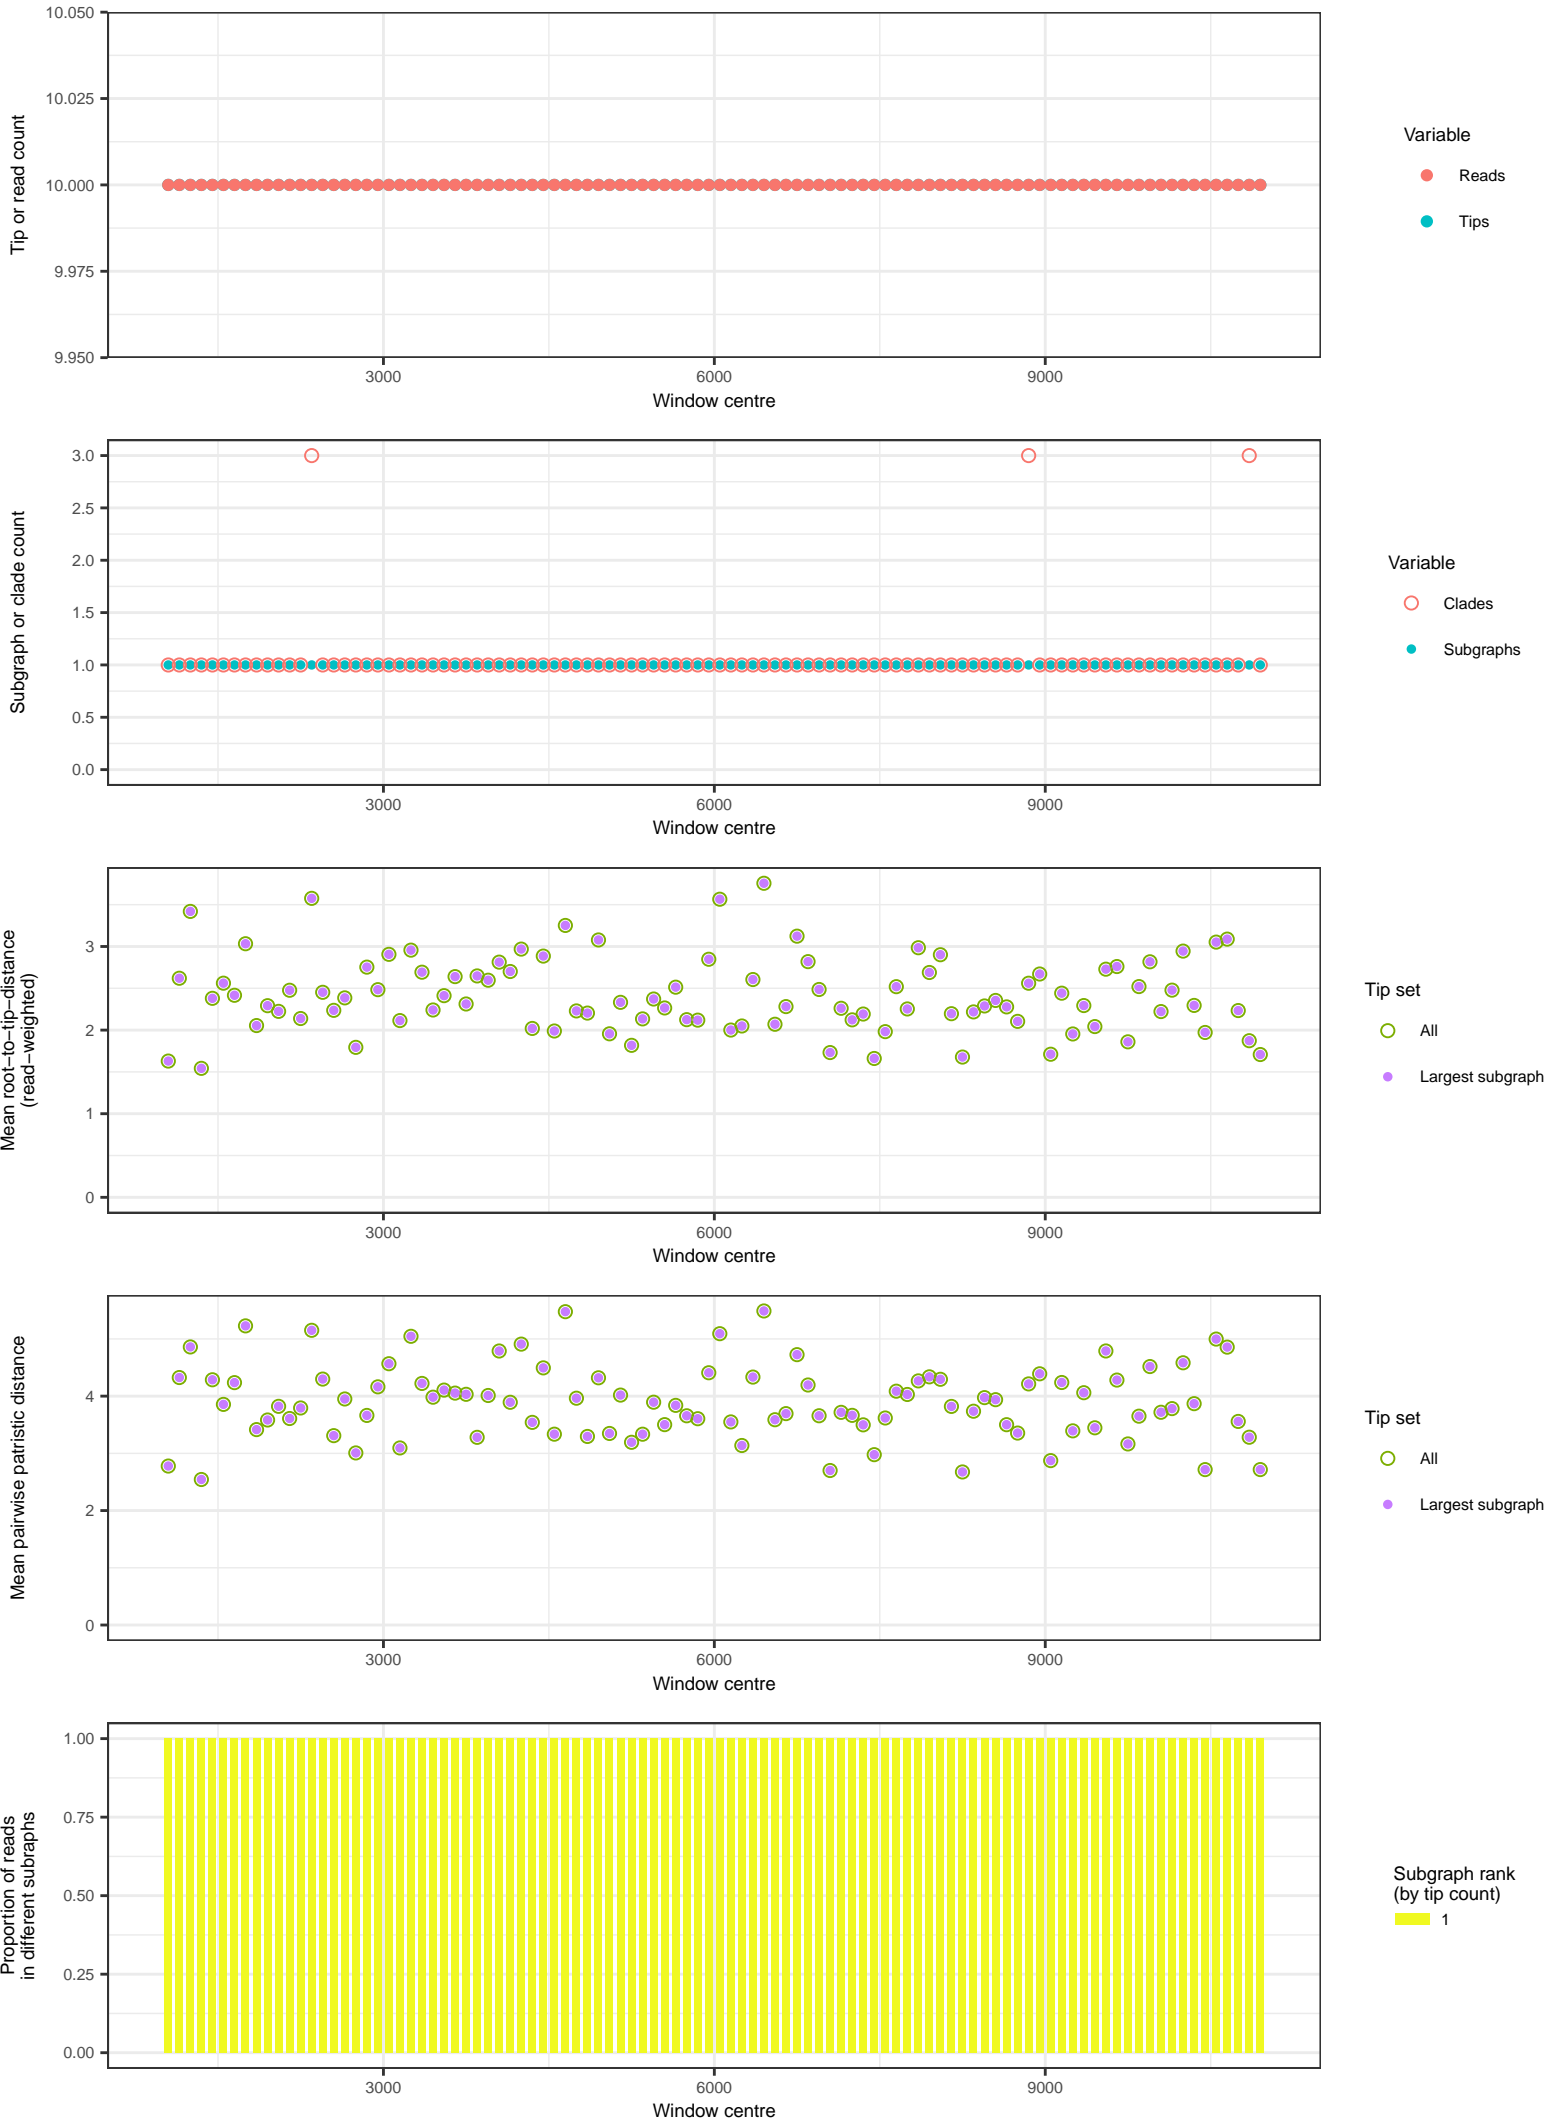 10.050
10.025
10.000
9.975
9.950
Tip or read count
3000 6000 9000
Window centre
Variable
Reads
Tips
3.0
2.5
2.0
1.5
1.0
0.5
0.0
Subgraph or clade count
3000 6000 9000
Window centre
Variable
Clades
Subgraphs
3
2
1
0
Mean root−to−tip−distance
(read−weighted)
3000 6000 9000
Window centre
Tip set
All
Largest subgraph
4
2
0
Mean pairwise patristic distance
3000 6000 9000
Window centre
Tip set
All
Largest subgraph
1.00
0.75
0.50
0.25
0.00
Proportion of reads
in different subraphs
3000 6000 9000
Window centre
Subgraph rank
(by tip count)
1